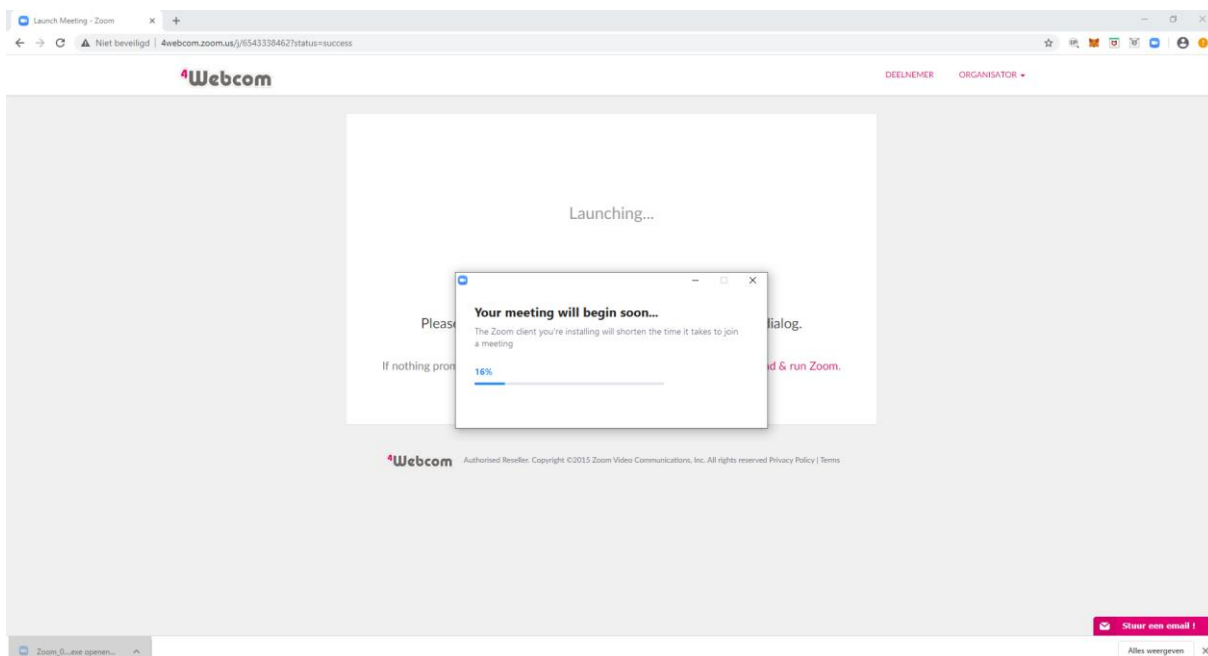 Launch Meeting - Zoom
Niet beveiligd | 4webcom.zoom.us/j/6543338462?status=success
4Webcom
DEELNEMER ORGANISATOR
Launching...
Your meeting will begin soon...
Please dialog.
The Zoom client you're installing will shorten the time it takes to join
a meeting
If nothing & run Zoom.
16%
4Webcom Authorised Reseller. Copyright ©2015 Zoom Video Communications, Inc. All rights reserved Privacy Policy | Terms
Stuur een email !
Zoom_0....exe openen... Alles weergeven